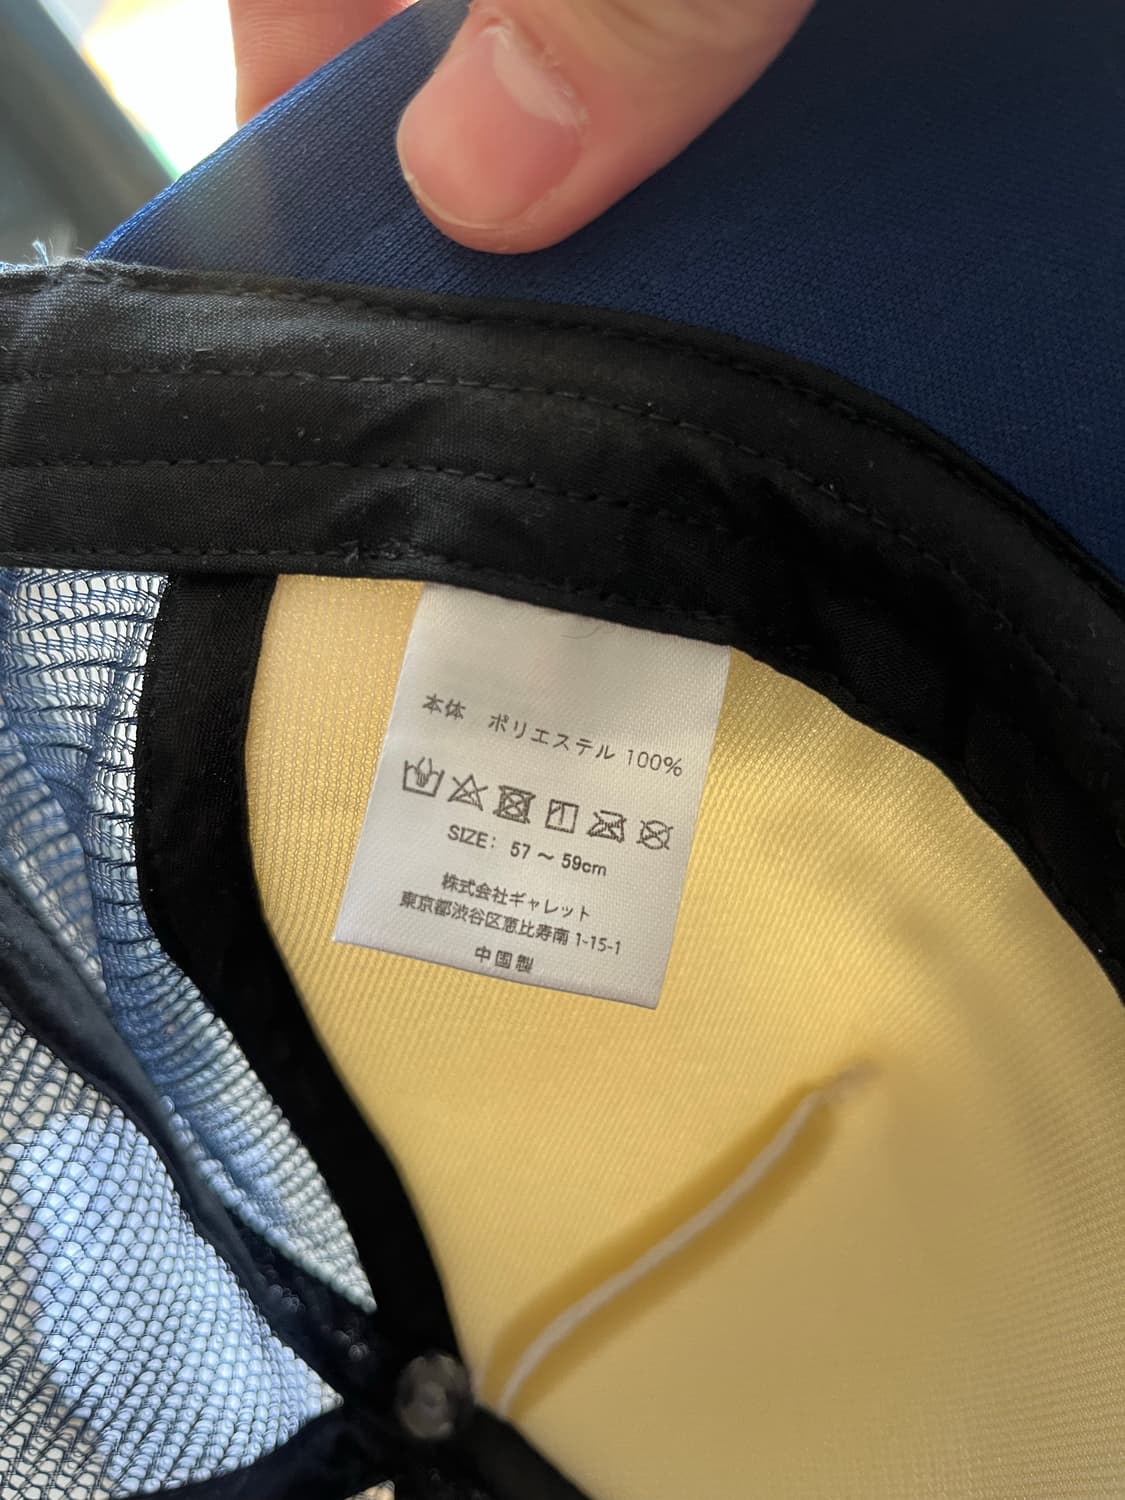 本体　ポリエステル 100%
SIZE: 57 ～ 59cm
株式会社ギャレット
東京都渋谷区恵比寿南 1-15-1
中国製